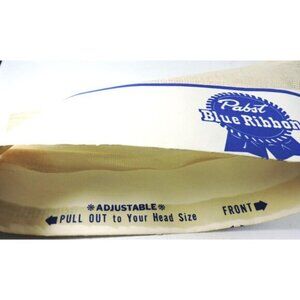 Pabst
Blue Ribbon
*ADJUSTABLE*
PULL OUT to Your Head Size
FRONT